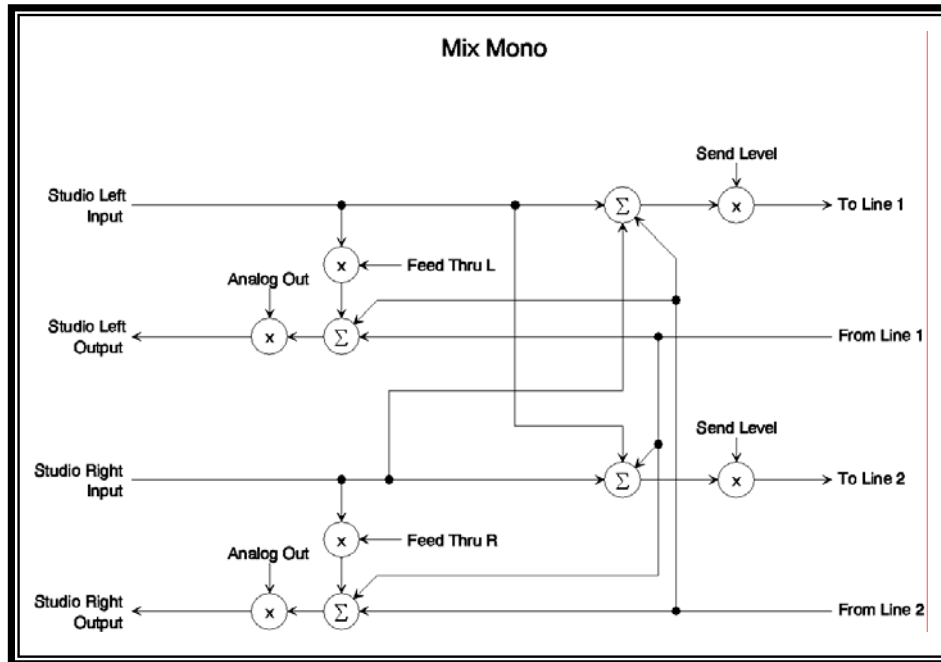 Mix Mono
Send Level
Studio Left
Input
Σ
x
To Line 1
x
Feed Thru L
Analog Out
Studio Left
Output
x
Σ
From Line 1
Send Level
Studio Right
Input
Σ
x
To Line 2
x
Feed Thru R
Analog Out
Studio Right
Output
x
Σ
From Line 2